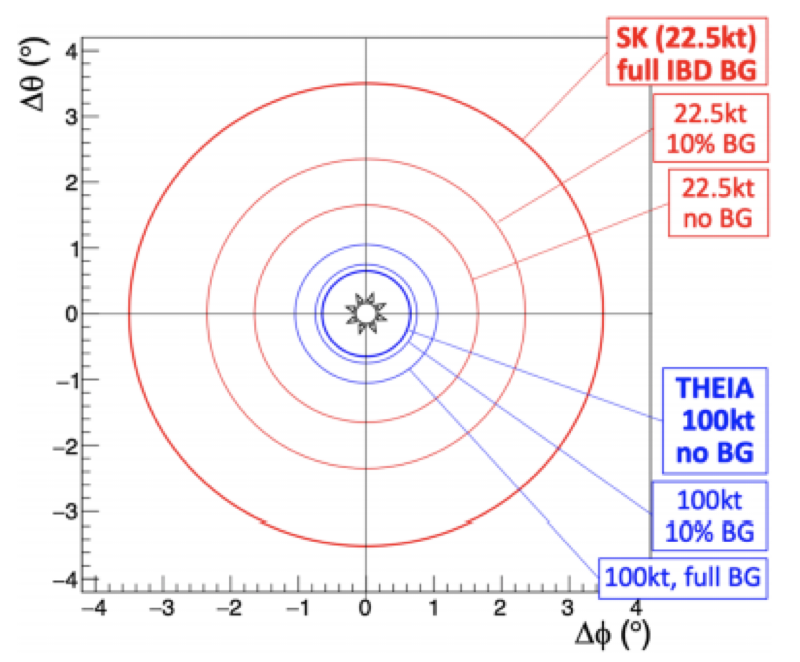 Δθ (°)
4
3
2
1
0
−1
−2
−3
−4
−4
−3
−2
−1
0
1
2
3
4
Δϕ (°)
SK (22.5kt)
full IBD BG
22.5kt
10% BG
22.5kt
no BG
THEIA
100kt
no BG
100kt
10% BG
100kt, full BG